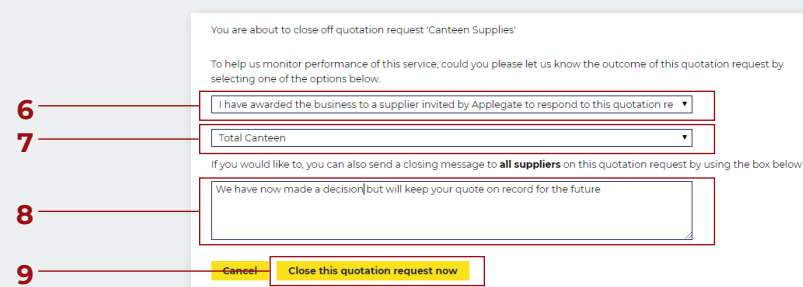 You are about to close off quotation request 'Canteen Supplies'
To help us monitor performance of this service, could you please let us know the outcome of this quotation request by
selecting one of the options below.
6
I have awarded the business to a supplier invited by Applegate to respond to this quotation re
7
Total Canteen
If you would like to, you can also send a closing message to all suppliers on this quotation request by using the box below
8
We have now made a decision but will keep your quote on record for the future
9
Cancel Close this quotation request now